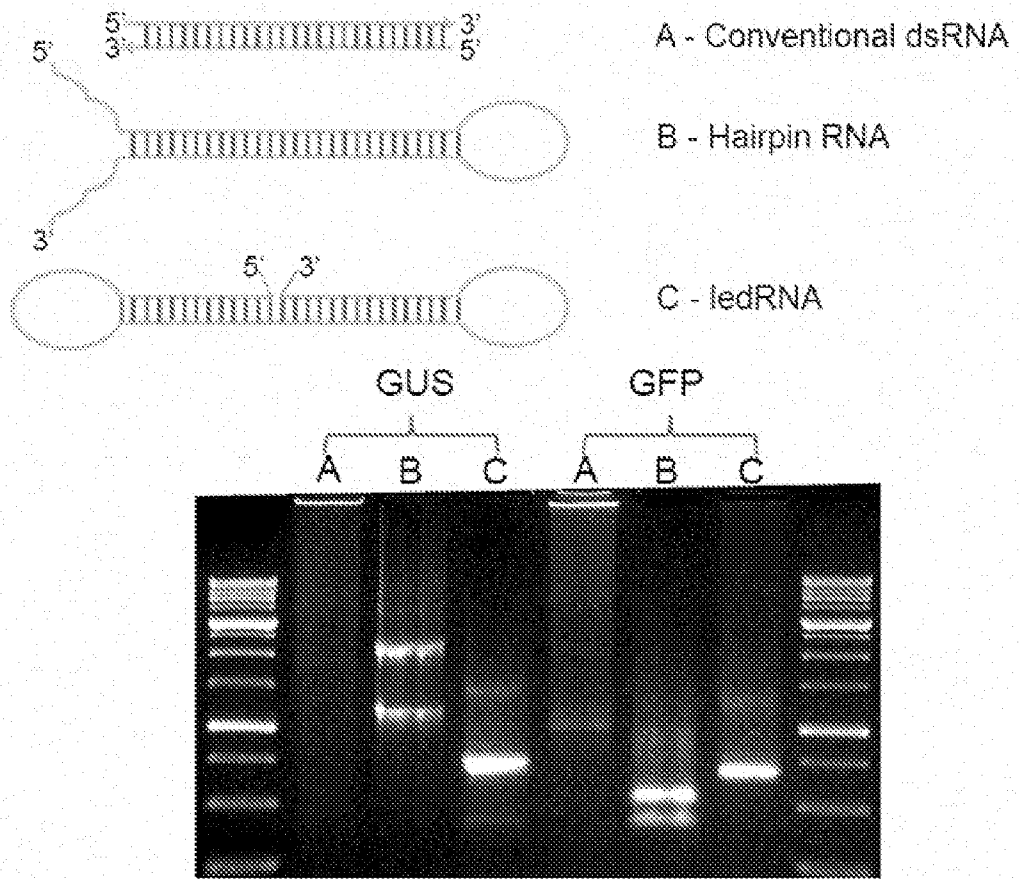 5' 3'
3' 5'
A - Conventional dsRNA
5'
B - Hairpin RNA
3'
5' 3'
C - ledRNA
GUS GFP
A B C A B C